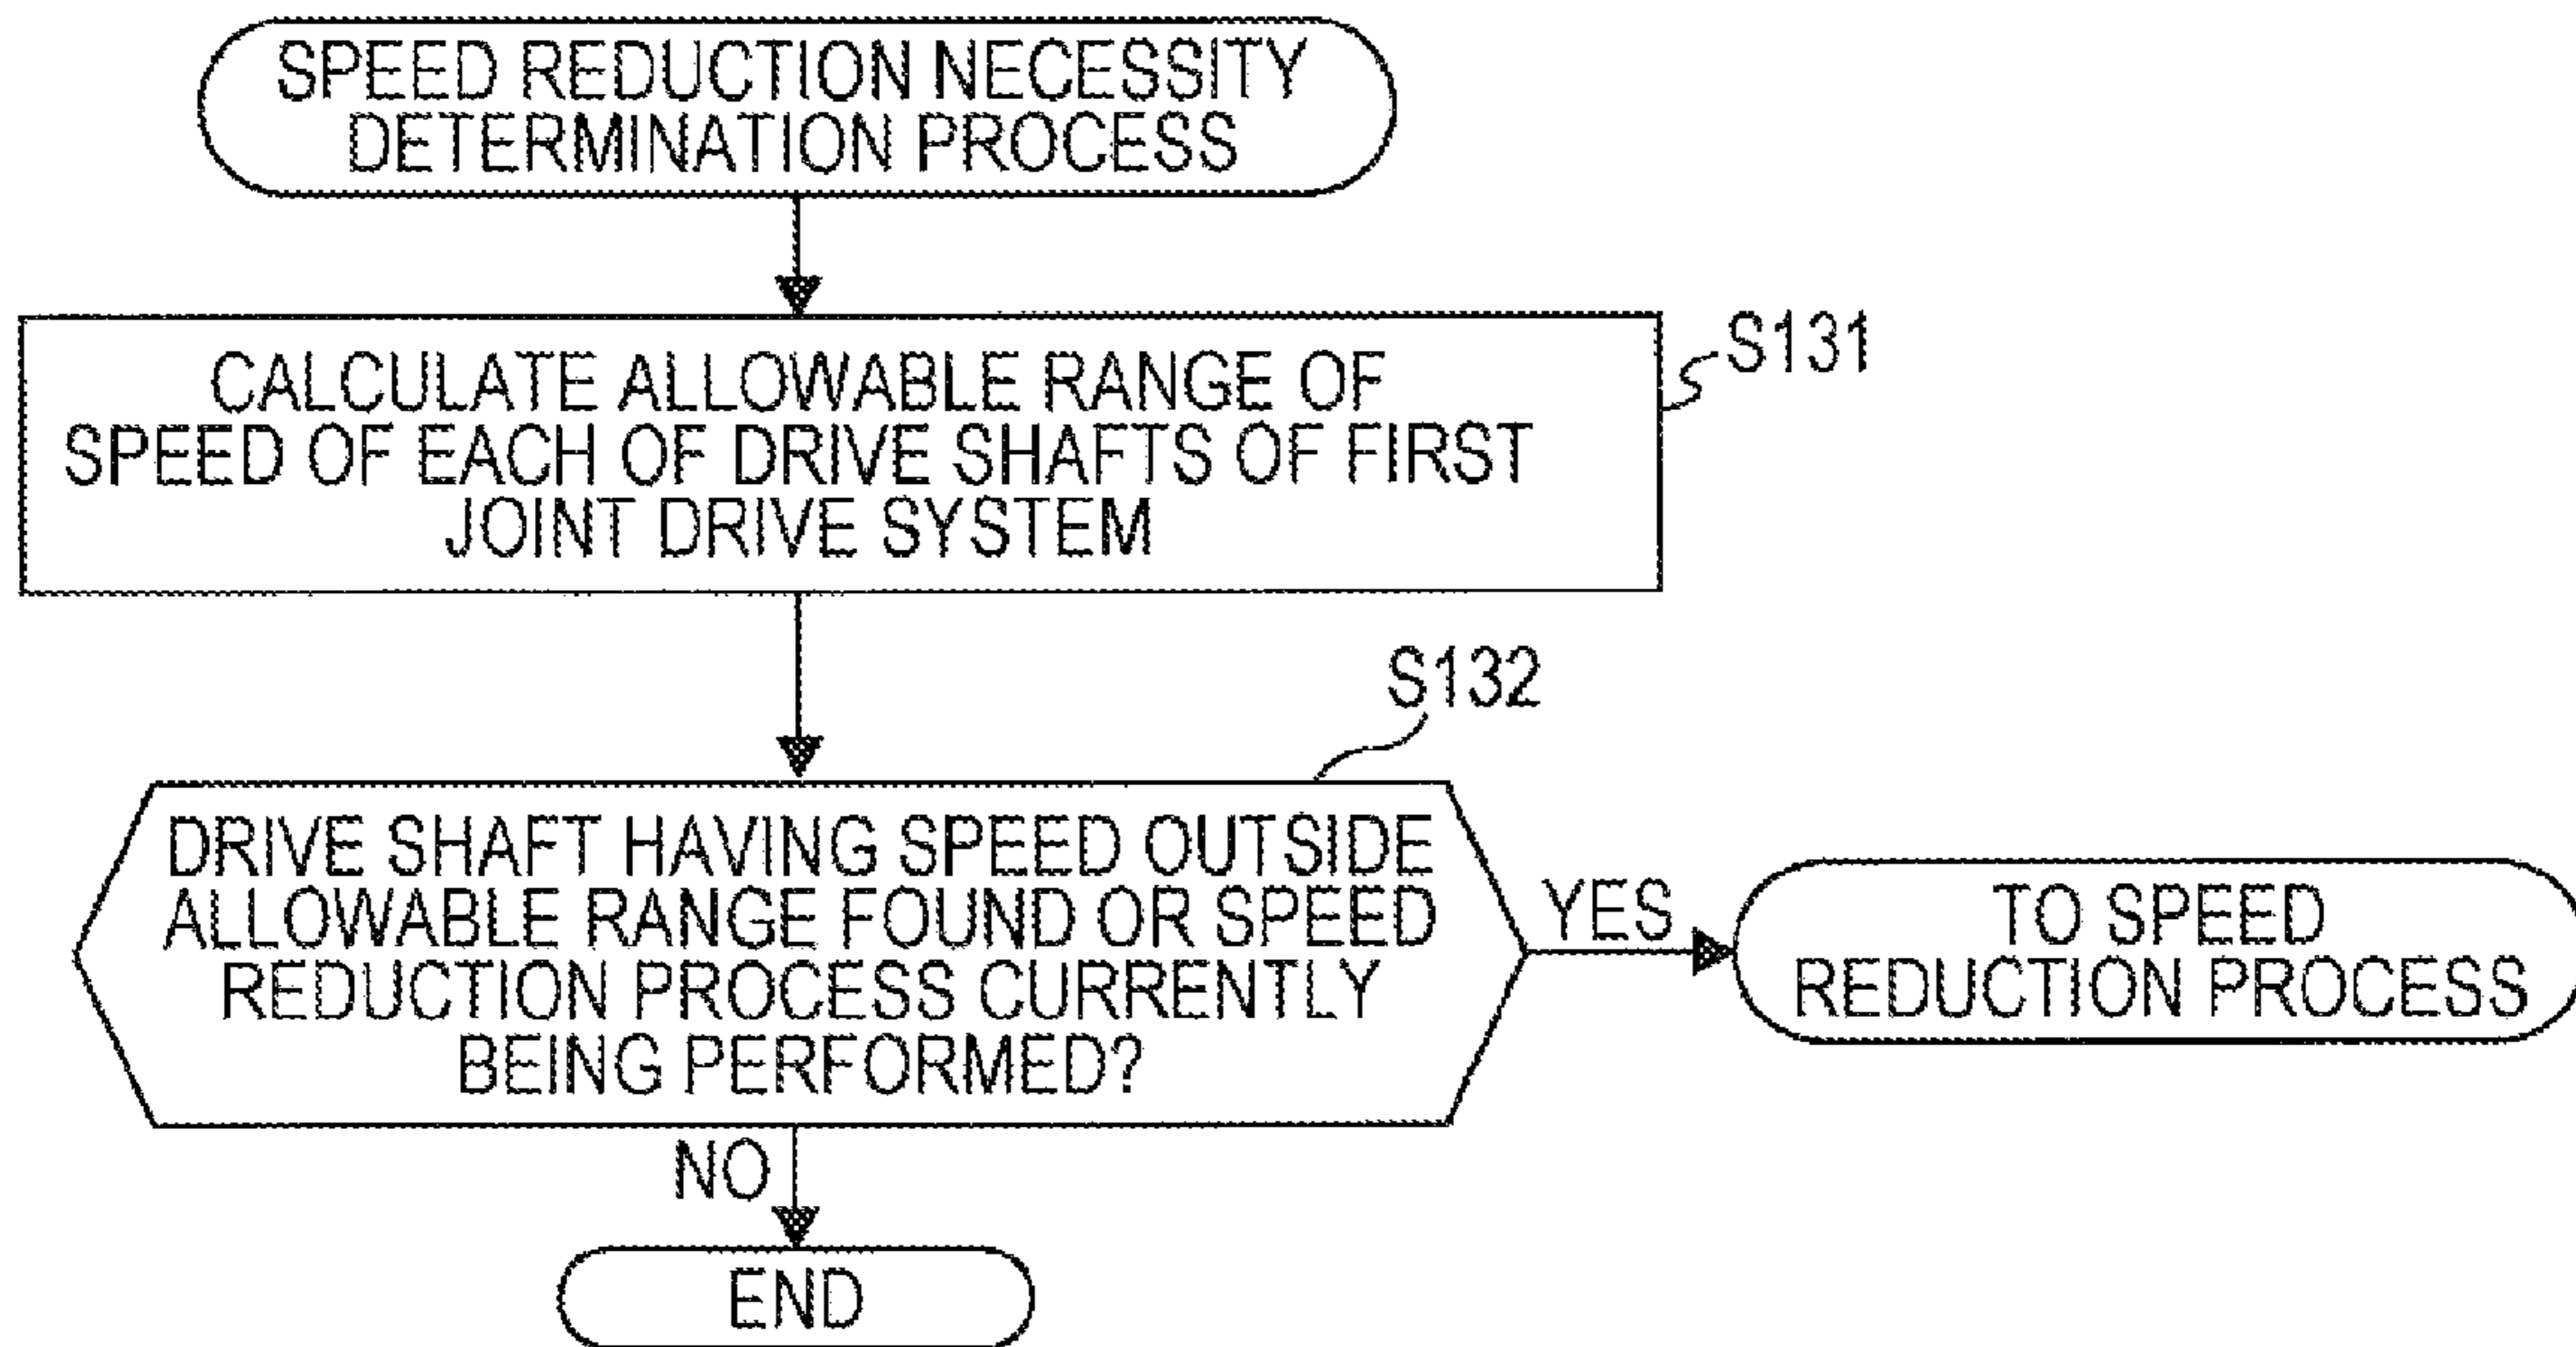 SPEED REDUCTION NECESSITY
DETERMINATION PROCESS
CALCULATE ALLOWABLE RANGE OF
SPEED OF EACH OF DRIVE SHAFTS OF FIRST
JOINT DRIVE SYSTEM
S131
S132
DRIVE SHAFT HAVING SPEED OUTSIDE
ALLOWABLE RANGE FOUND OR SPEED
REDUCTION PROCESS CURRENTLY
BEING PERFORMED?
YES
TO SPEED
REDUCTION PROCESS
NO
END